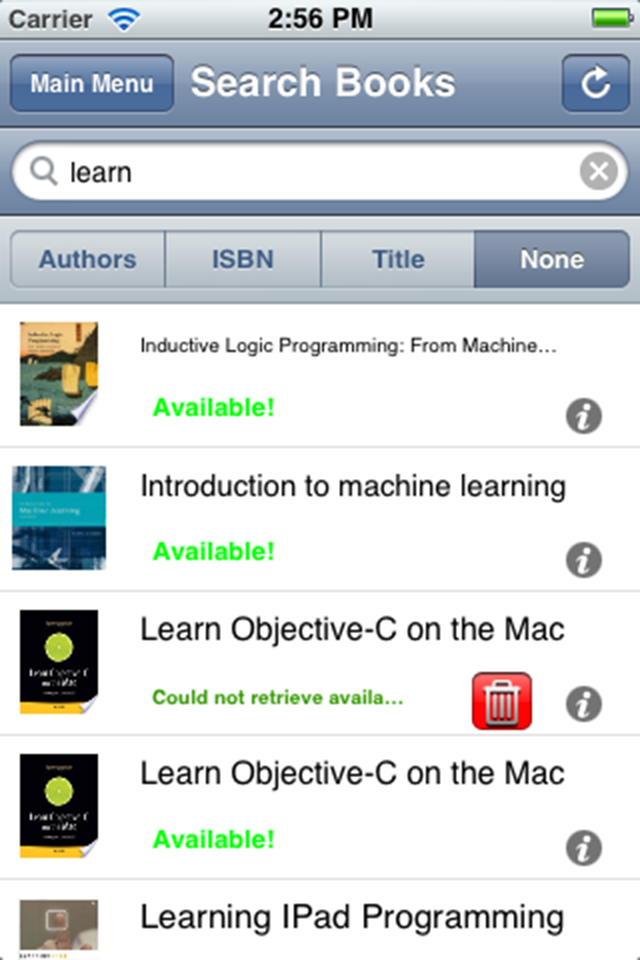 Carrier 2:56 PM
Main Menu Search Books
learn
Authors ISBN Title None
Inductive Logic Programming: From Machine...
Available!
Introduction to machine learning
Available!
Learn Objective-C on the Mac
Could not retrieve availa...
Learn Objective-C on the Mac
Available!
Learning IPad Programming